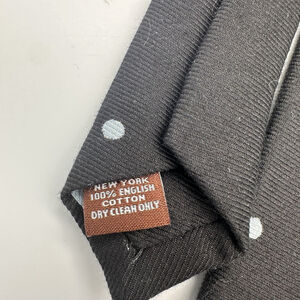 NEW YORK
100% ENGLISH
COTTON
DRY CLEAN ONLY